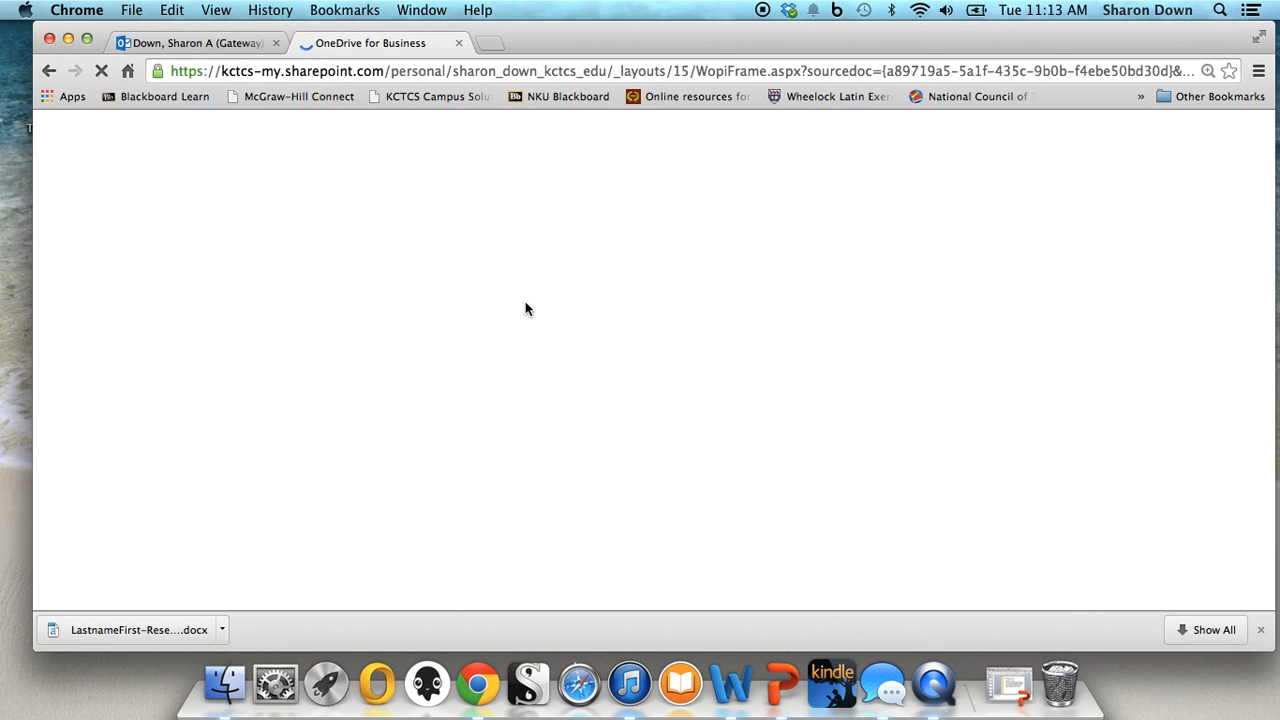 Chrome File Edit View History Bookmarks Window Help Tue 11:13 AM Sharon Down
Down, Sharon A (Gateway) OneDrive for Business
https://kctcs-my.sharepoint.com/personal/sharon_down_kctcs_edu/_layouts/15/WopiFrame.aspx?sourcedoc={a89719a5-5a1f-435c-9b0b-f4ebe50bd30d}&...
Apps Blackboard Learn McGraw-Hill Connect KCTCS Campus Solu NKU Blackboard Online resources for Wheelock Latin Exer National Council of » Other Bookmarks
LastnameFirst-Rese....docx Show All
kindle